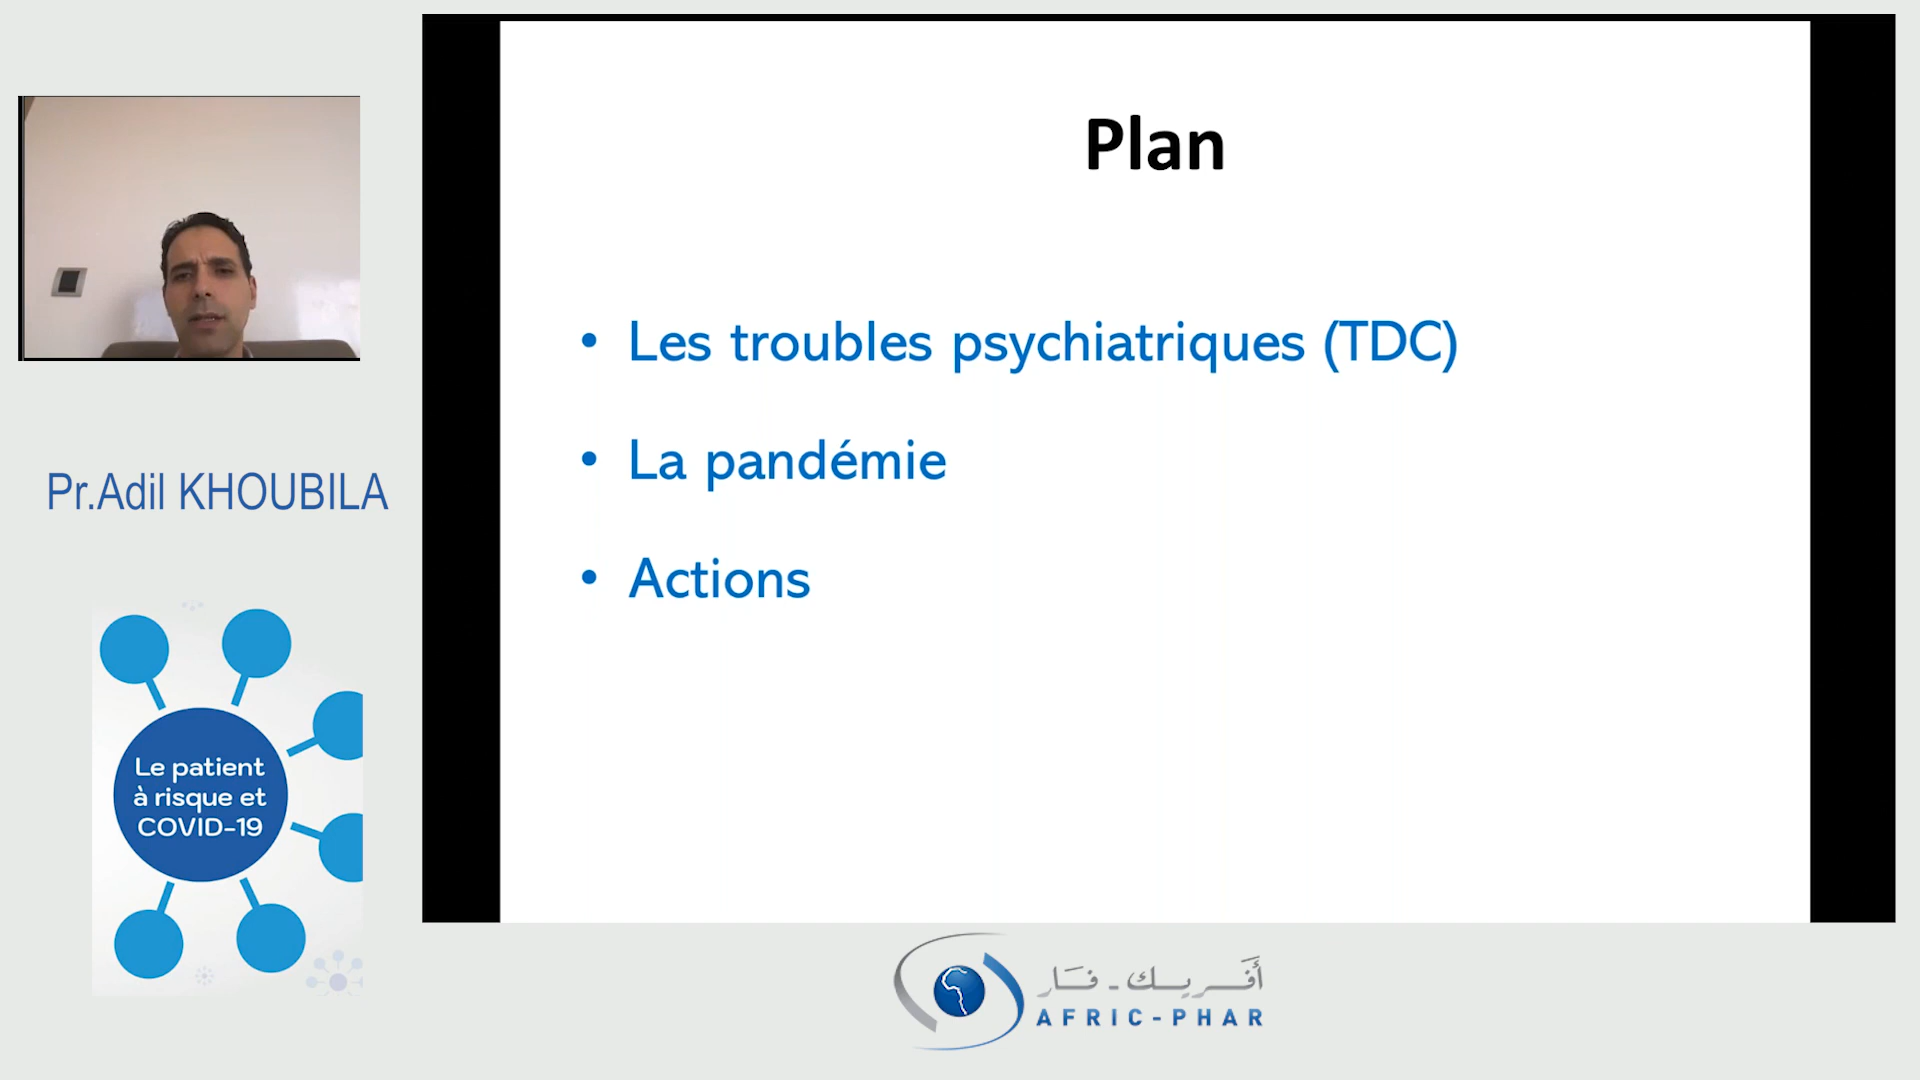 Plan
• Les troubles psychiatriques (TDC)
• La pandémie
• Actions
Pr.Adil KHOUBILA
Le patient
à risque et
COVID-19
أفريك - فار
AFRIC-PHAR